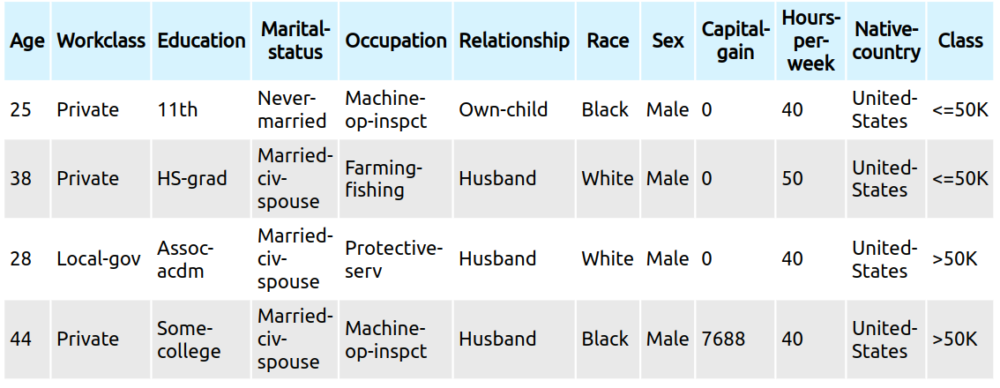 Age Workclass Education Marital-status Occupation Relationship Race Sex Capital-gain Hours-per-week Native-country Class
25 Private 11th Never-married Machine-op-inspct Own-child Black Male 0 40 United-States <=50K
38 Private HS-grad Married-civ-spouse Farming-fishing Husband White Male 0 50 United-States <=50K
28 Local-gov Assoc-acdm Married-civ-spouse Protective-serv Husband White Male 0 40 United-States >50K
44 Private Some-college Married-civ-spouse Machine-op-inspct Husband Black Male 7688 40 United-States >50K